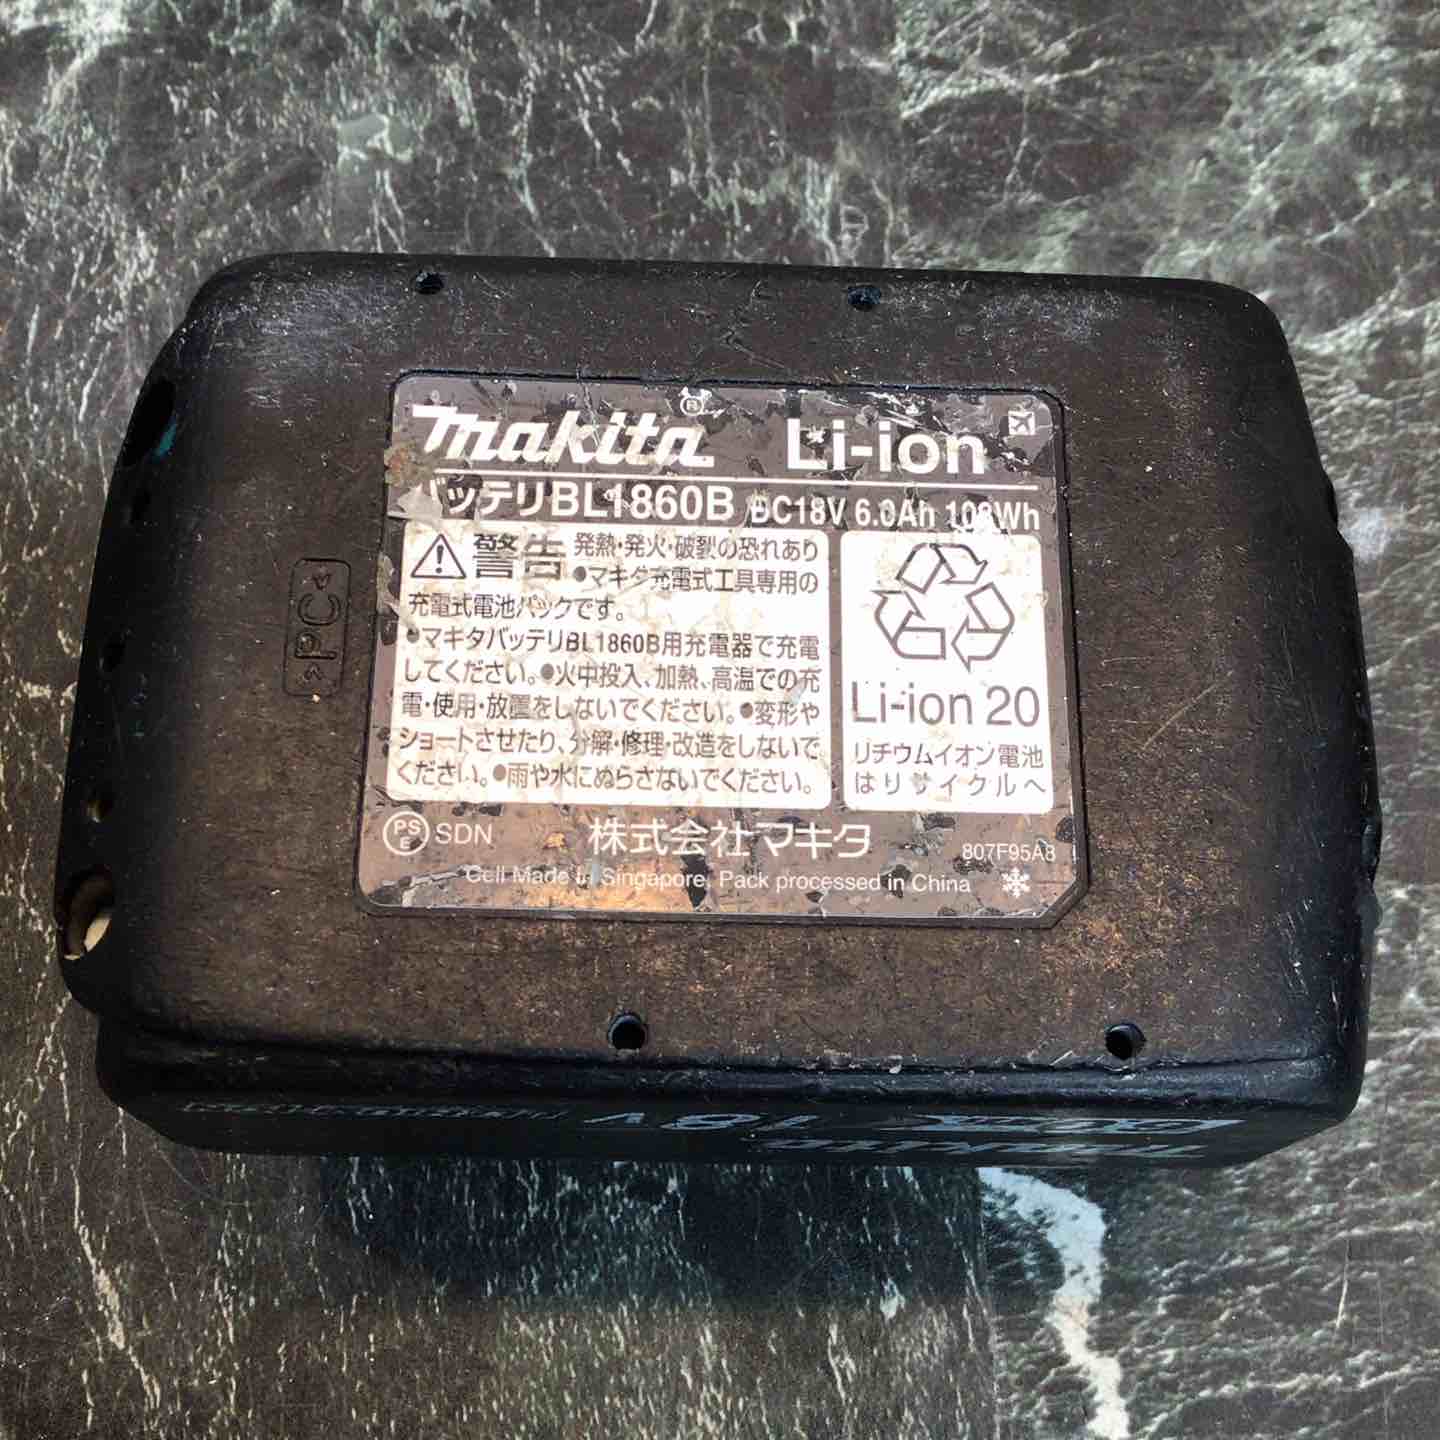 makita® Li-ion
バッテリBL1860B DC18V 6.0Ah 108Wh
警告 発熱・発火・破裂の恐れあり
●マキタ充電式工具専用の
充電式電池パックです。
●マキタバッテリBL1860B用充電器で充電
してください。●火中投入、加熱、高温での充
電・使用・放置をしないでください。●変形や
ショートさせたり、分解・修理・改造をしないで
ください。●雨や水にぬらさないでください。
Li-ion 20
リチウムイオン電池
はリサイクルへ
PS
E SDN 株式会社マキタ 807F95A8
Cell Made in Singapore, Pack processed in China
>PC<
18V